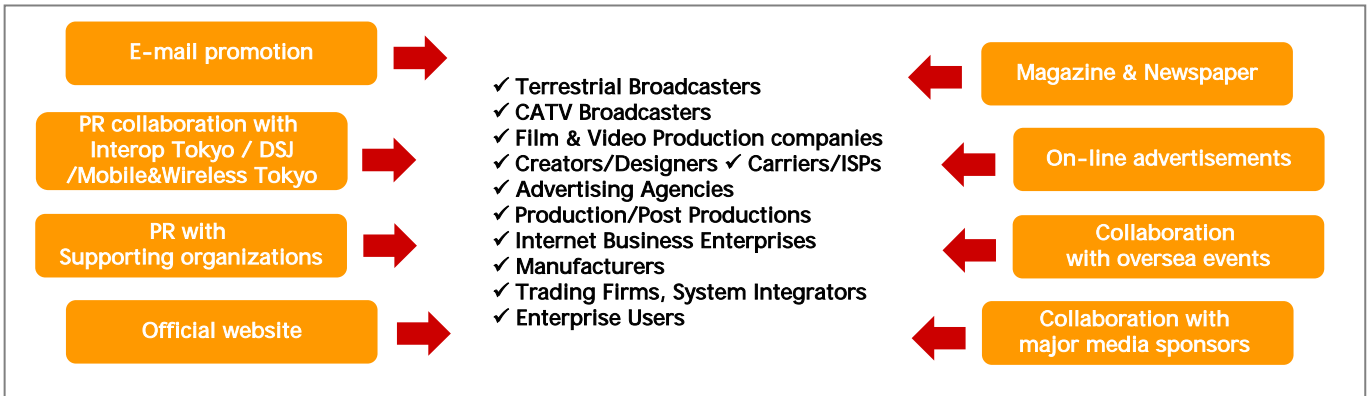 E-mail promotion
PR collaboration with
Interop Tokyo / DSJ
/Mobile&Wireless Tokyo
PR with
Supporting organizations
Official website
✓ Terrestrial Broadcasters
✓ CATV Broadcasters
✓ Film & Video Production companies
✓ Creators/Designers ✓ Carriers/ISPs
✓ Advertising Agencies
✓ Production/Post Productions
✓ Internet Business Enterprises
✓ Manufacturers
✓ Trading Firms, System Integrators
✓ Enterprise Users
Magazine & Newspaper
On-line advertisements
Collaboration
with oversea events
Collaboration with
major media sponsors